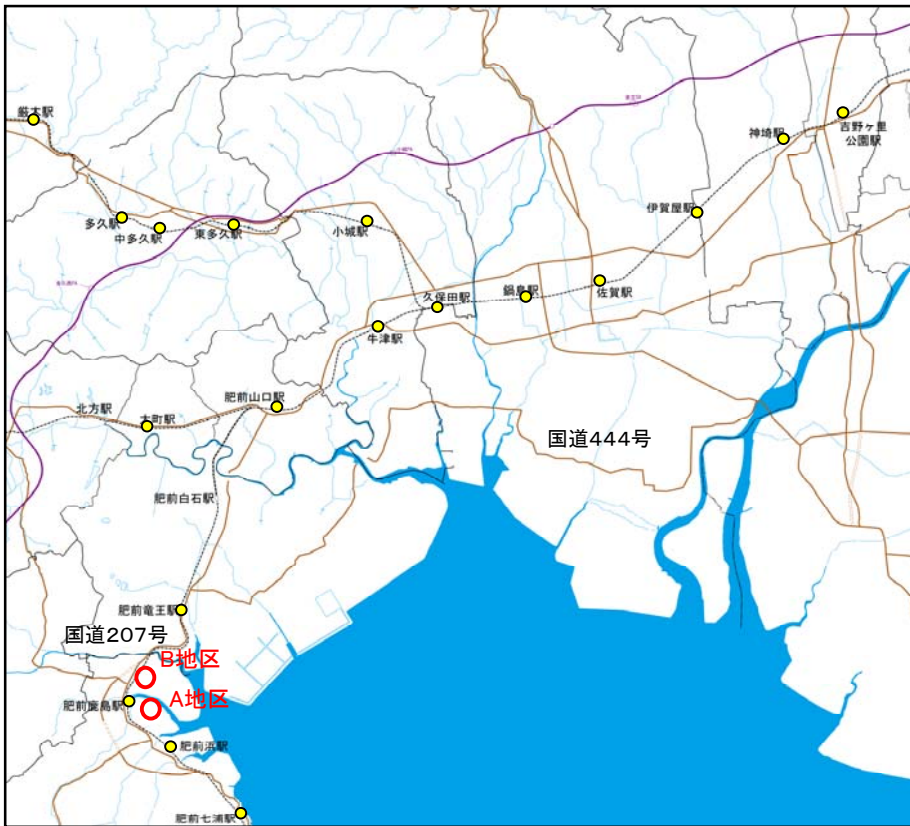 厳木駅
吉野ヶ里
公園駅
神埼駅
伊賀屋駅
多久駅
中多久駅
東多久駅
小城駅
佐賀駅
鍋島駅
久保田駅
牛津駅
肥前山口駅
北方駅
大町駅
国道444号
肥前白石駅
肥前竜王駅
国道207号
B地区
A地区
肥前鹿島駅
肥前浜駅
肥前七浦駅